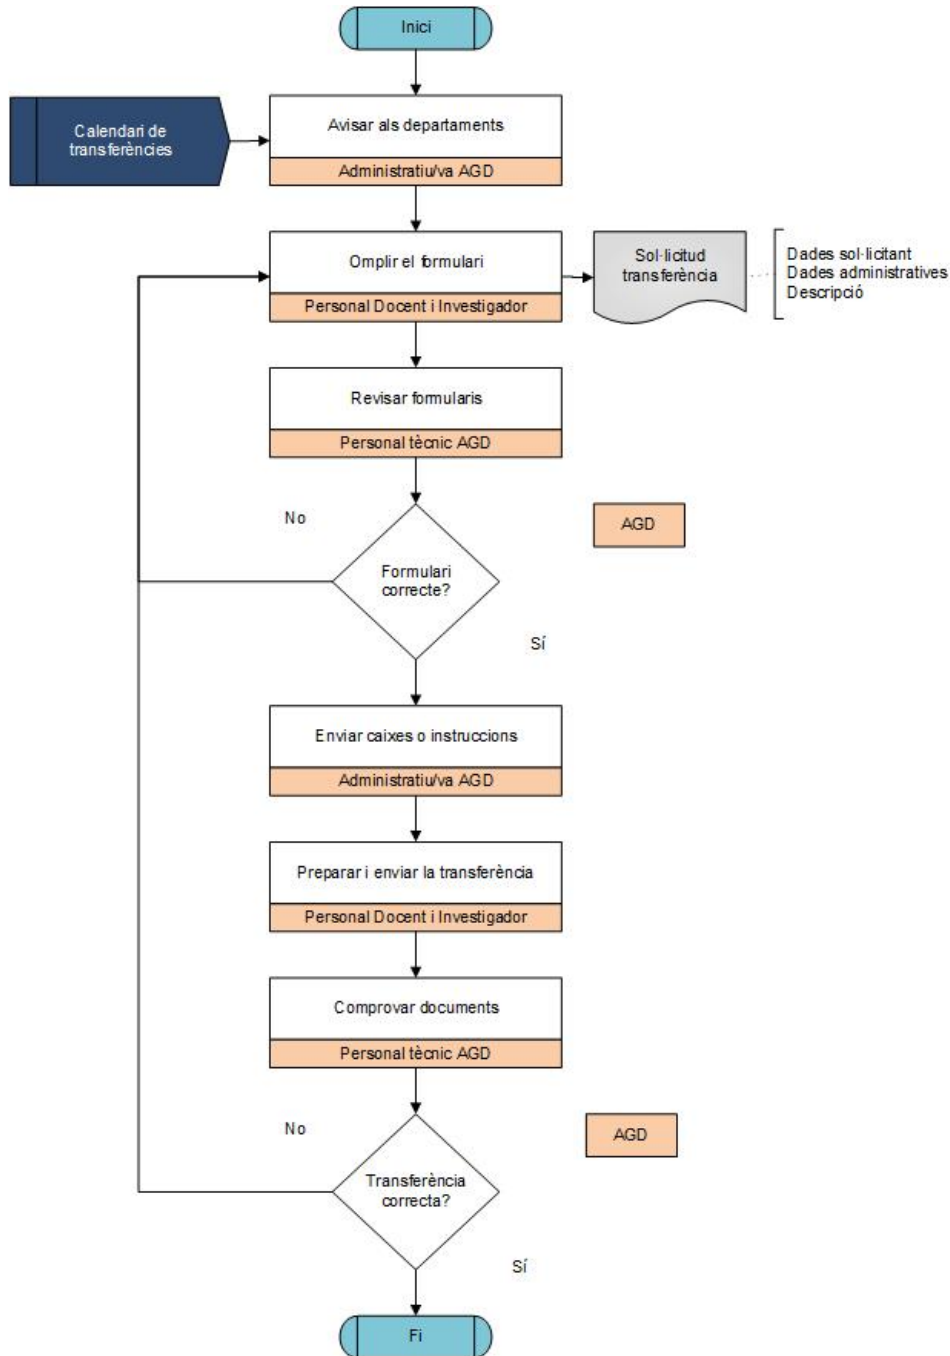 Inici
Calendari de
transferències
Avisar als departaments
Administratiu/va AGD
Omplir el formulari
Personal Docent i Investigador
Sol·licitud
transferència
Dades sol·licitant
Dades administratives
Descripció
Revisar formularis
Personal tècnic AGD
No
AGD
Formulari
correcte?
Sí
Enviar caixes o instruccions
Administratiu/va AGD
Preparar i enviar la transferència
Personal Docent i Investigador
Comprovar documents
Personal tècnic AGD
No
AGD
Transferència
correcta?
Sí
Fi